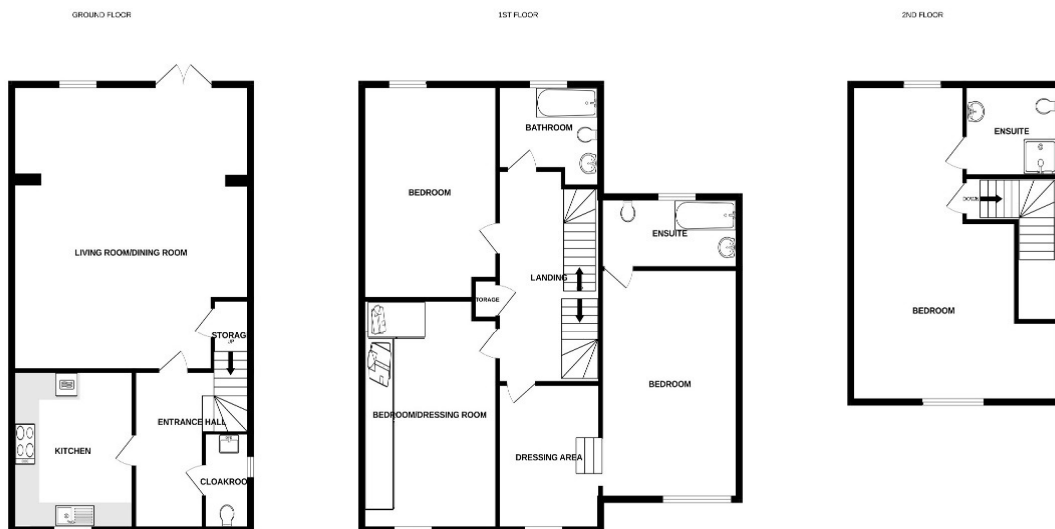 GROUND FLOOR
1ST FLOOR
2ND FLOOR
BATHROOM
ENSUITE
BEDROOM
ENSUITE
LIVING ROOM/DINING ROOM
LANDING
TORAGE
BEDROOM
STORAG
UP
BEDROOM
BEDROOM/DRESSING ROOM
ENTRANCE HALL
KITCHEN
DRESSING AREA
CLOAKROO